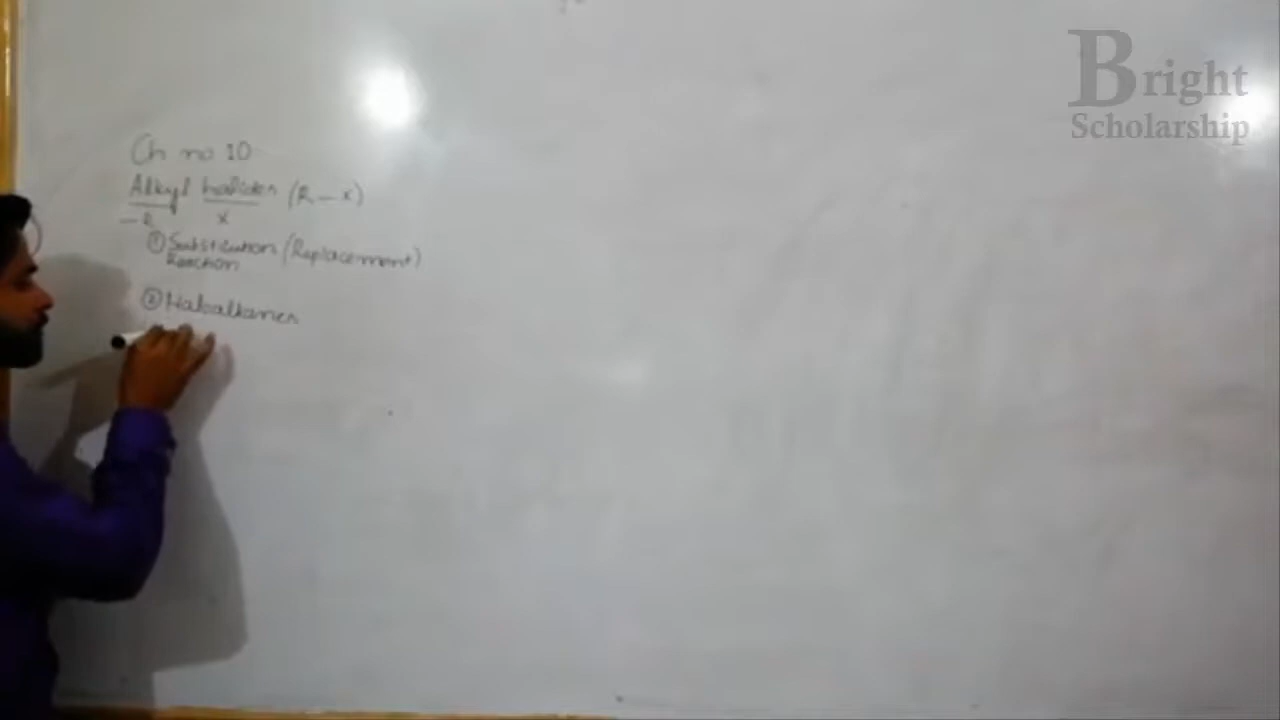 Bright
Scholarship
Ch no 10
Alkyl halides (R-X)
-R X
① Substitution (Replacement)
Reaction
② Haloalkanes